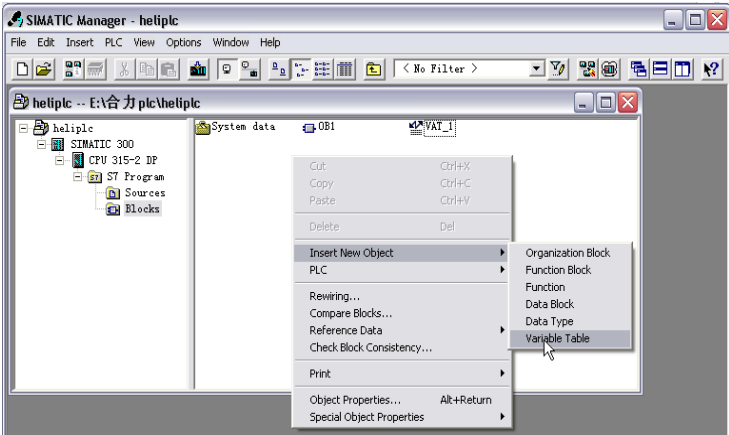 SIMATIC Manager - heliplc
File Edit Insert PLC View Options Window Help
< No Filter >
heliplc -- E:\合力plc\heliplc
heliplc
SIMATIC 300
CPU 315-2 DP
S7 Program
Sources
Blocks
System data OB1 VAT_1
Cut Ctrl+X
Copy Ctrl+C
Paste Ctrl+V
Delete Del
Insert New Object
PLC
Rewiring...
Compare Blocks...
Reference Data
Check Block Consistency...
Print
Object Properties... Alt+Return
Special Object Properties
Organization Block
Function Block
Function
Data Block
Data Type
Variable Table